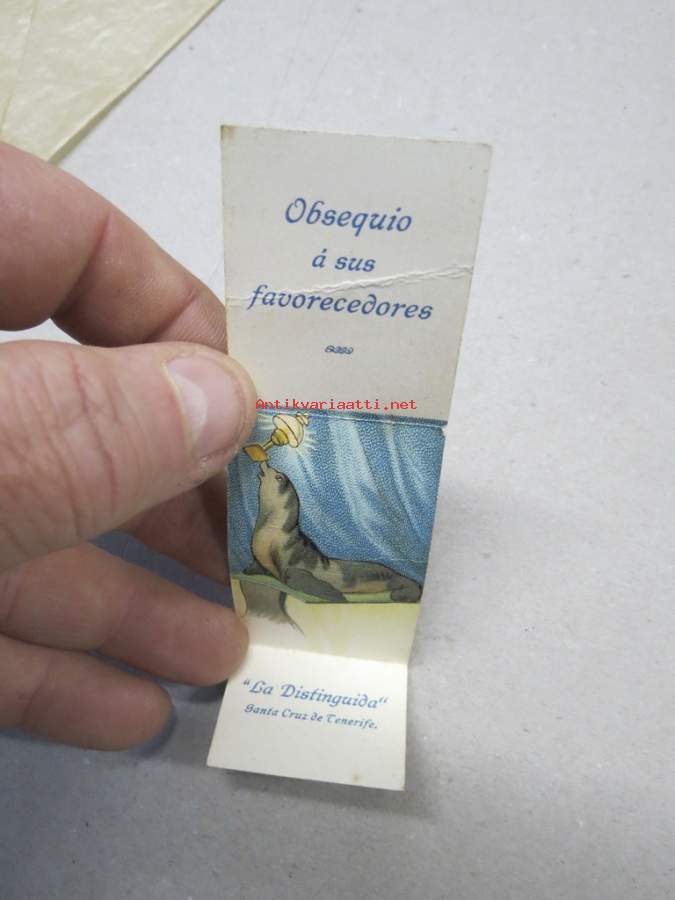 Obsequio
á sus
favorecedores
Antikvariaatti.net
"La Distinguida"
Santa Cruz de Tenerife.